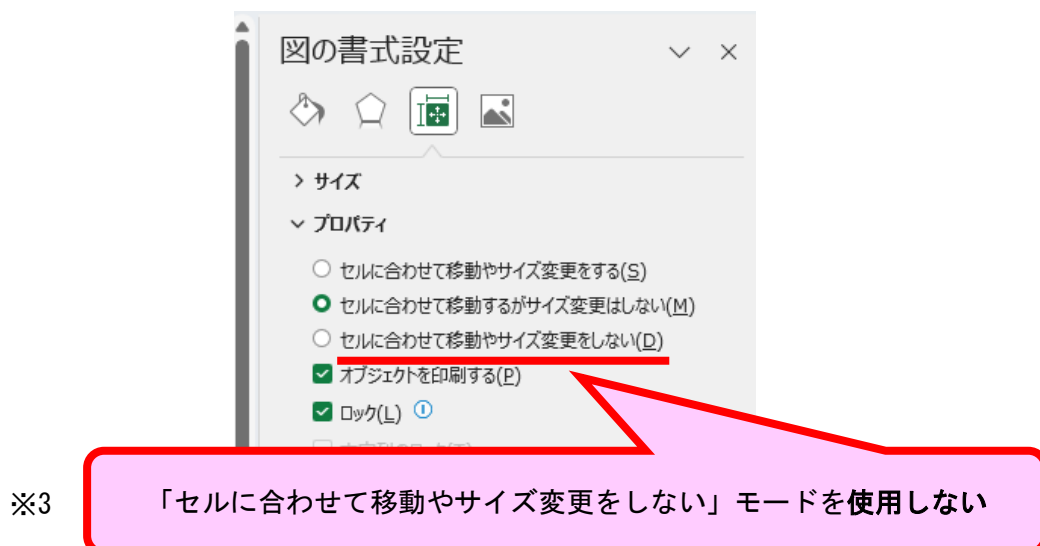 図の書式設定
サイズ
プロパティ
セルに合わせて移動やサイズ変更をする(S)
セルに合わせて移動するがサイズ変更はしない(M)
セルに合わせて移動やサイズ変更をしない(D)
オブジェクトを印刷する(P)
ロック(L)
※3 「セルに合わせて移動やサイズ変更をしない」モードを使用しない